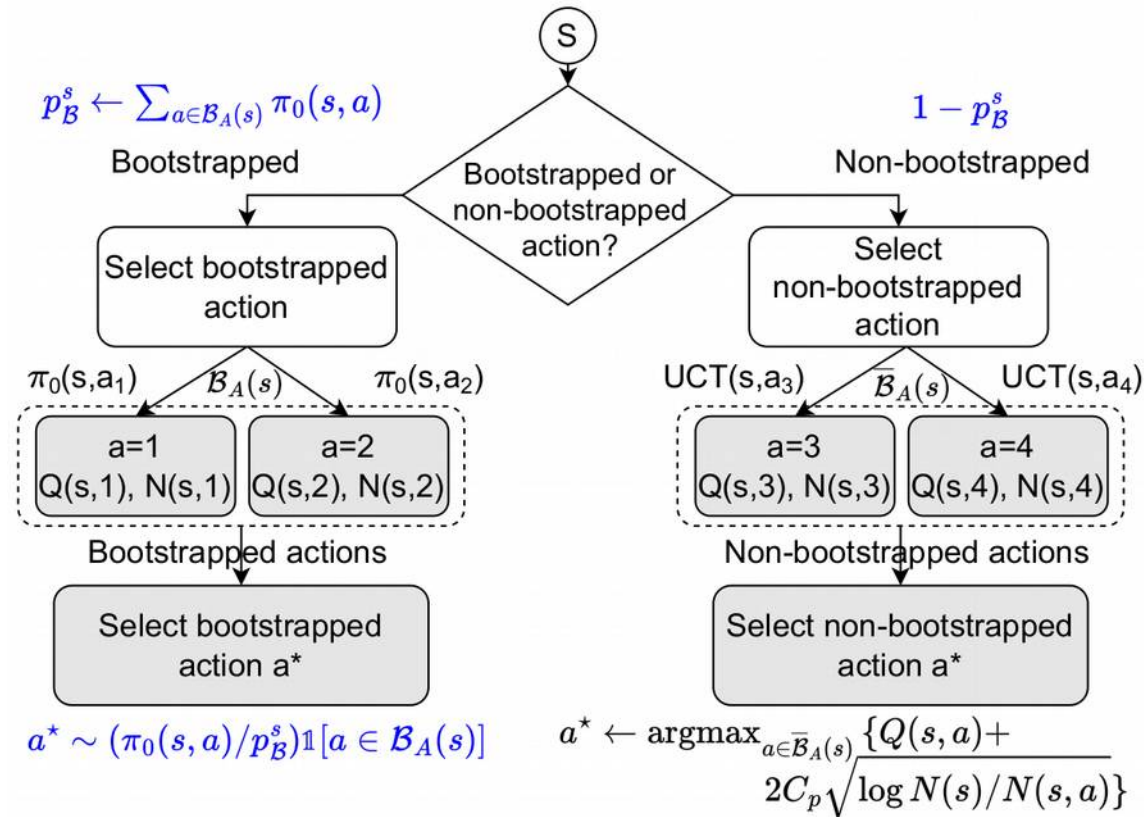 S
p_B^s ← ∑_{a∈B_A(s)} π_0(s, a)
1 − p_B^s
Bootstrapped
Non-bootstrapped
Bootstrapped or
non-bootstrapped
action?
Select bootstrapped
action
Select
non-bootstrapped
action
π_0(s,a_1)
B_A(s)
π_0(s,a_2)
UCT(s,a_3)
B̅_A(s)
UCT(s,a_4)
a=1
Q(s,1), N(s,1)
a=2
Q(s,2), N(s,2)
a=3
Q(s,3), N(s,3)
a=4
Q(s,4), N(s,4)
Bootstrapped actions
Non-bootstrapped actions
Select bootstrapped
action a*
Select non-bootstrapped
action a*
a^⋆ ∼ (π_0(s, a)/p_B^s)𝟙[a ∈ B_A(s)]
a^⋆ ← argmax_{a∈B̅_A(s)} {Q(s, a)+
2C_p√(log N(s)/N(s, a))}